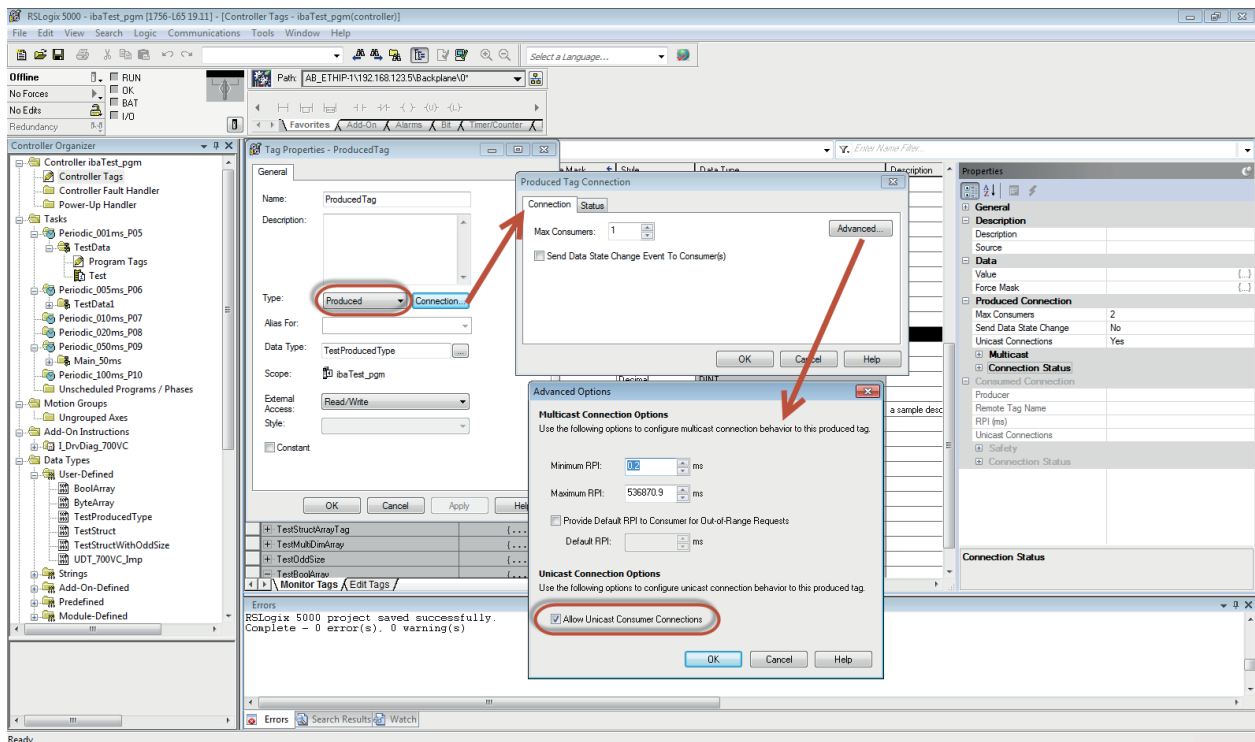 RSLogix 5000 - ibaTest_pgm [1756-L65 19.11] - [Controller Tags - ibaTest_pgm(controller)]
File Edit View Search Logic Communications Tools Window Help
Select a Language...
Offline
RUN
No Forces
OK
No Edits
BAT
Redundancy
I/O
Path: AB_ETHIP-1\192.168.123.5\Backplane\0*
Favorites Add-On Alarms Bit Timer/Counter
Controller Organizer
Controller ibaTest_pgm
Controller Tags
Controller Fault Handler
Power-Up Handler
Tasks
Periodic_001ms_P05
TestData
Program Tags
Test
Periodic_005ms_P06
TestData1
Periodic_010ms_P07
Periodic_020ms_P08
Periodic_050ms_P09
Main_50ms
Periodic_100ms_P10
Unscheduled Programs / Phases
Motion Groups
Ungrouped Axes
Add-On Instructions
I_DrvDiag_700VC
Data Types
User-Defined
BoolArray
ByteArray
TestProducedType
TestStruct
TestStructWithOddSize
UDT_700VC_Imp
Strings
Add-On-Defined
Predefined
Module-Defined
Tag Properties - ProducedTag
General
Name: ProducedTag
Description:
Type: Produced Connection...
Alias For:
Data Type: TestProducedType ...
Scope: ibaTest_pgm
External Access: Read/Write
Style:
Constant
OK Cancel Apply Help
Enter Name Filter...
Mask Style Data Type Description
Decimal DINT
a sample desc
TestStructArrayTag {...
TestMultiDimArray {...
TestOddSize {...
TestBoolArray {...
Monitor Tags Edit Tags
Produced Tag Connection
Connection Status
Max Consumers: 1
Advanced...
Send Data State Change Event To Consumer(s)
OK Cancel Help
Advanced Options
Multicast Connection Options
Use the following options to configure multicast connection behavior to this produced tag.
Minimum RPI: 0.2 ms
Maximum RPI: 536870.9 ms
Provide Default RPI to Consumer for Out-of-Range Requests
Default RPI: ms
Unicast Connection Options
Use the following options to configure unicast connection behavior to this produced tag.
Allow Unicast Consumer Connections
OK Cancel Help
Properties
General
Description
Description
Source
Data
Value {...}
Force Mask {...}
Produced Connection
Max Consumers 2
Send Data State Change No
Unicast Connections Yes
Multicast
Connection Status
Consumed Connection
Producer
Remote Tag Name
RPI (ms)
Unicast Connections
Safety
Connection Status
Connection Status
Errors
RSLogix 5000 project saved successfully.
Complete - 0 error(s), 0 warning(s)
Errors Search Results Watch
Ready